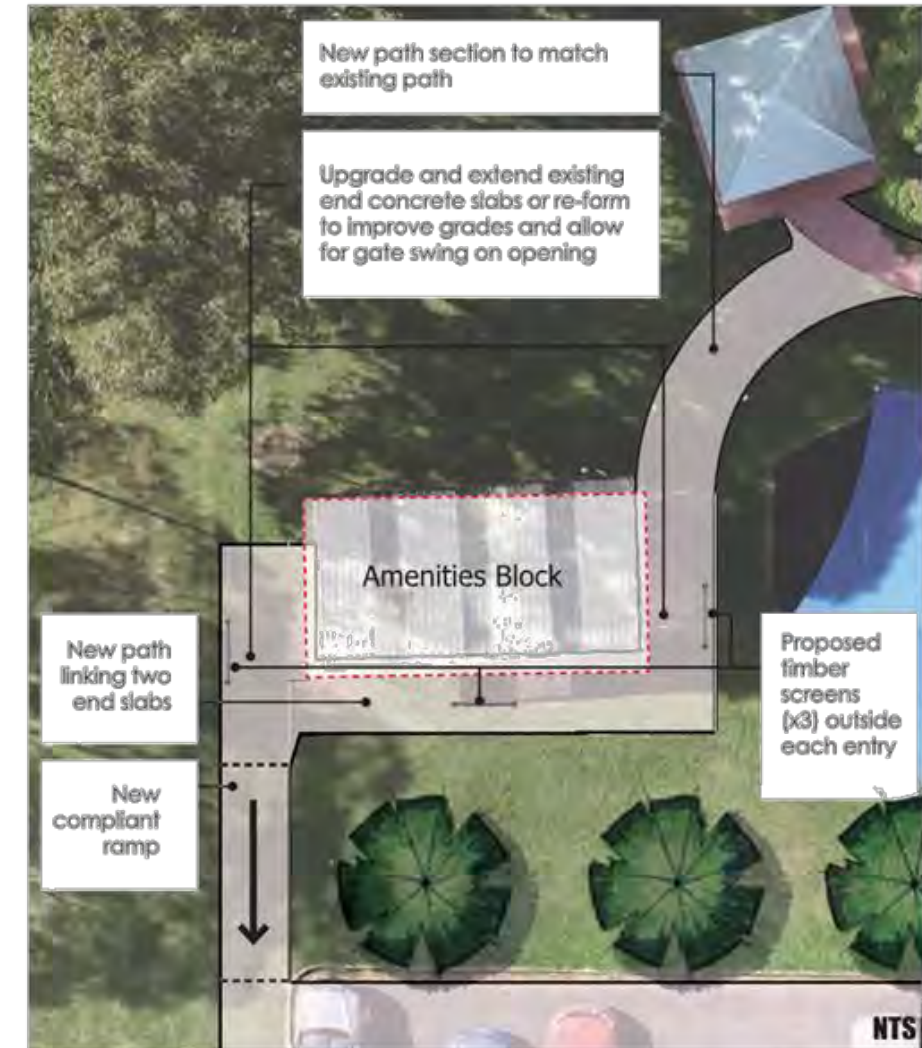 New path section to match
existing path
Upgrade and extend existing
end concrete slabs or re-form
to improve grades and allow
for gate swing on opening
Amenities Block
New path
linking two
end slabs
Proposed
timber
screens
(x3) outside
each entry
New
compliant
ramp
NTS